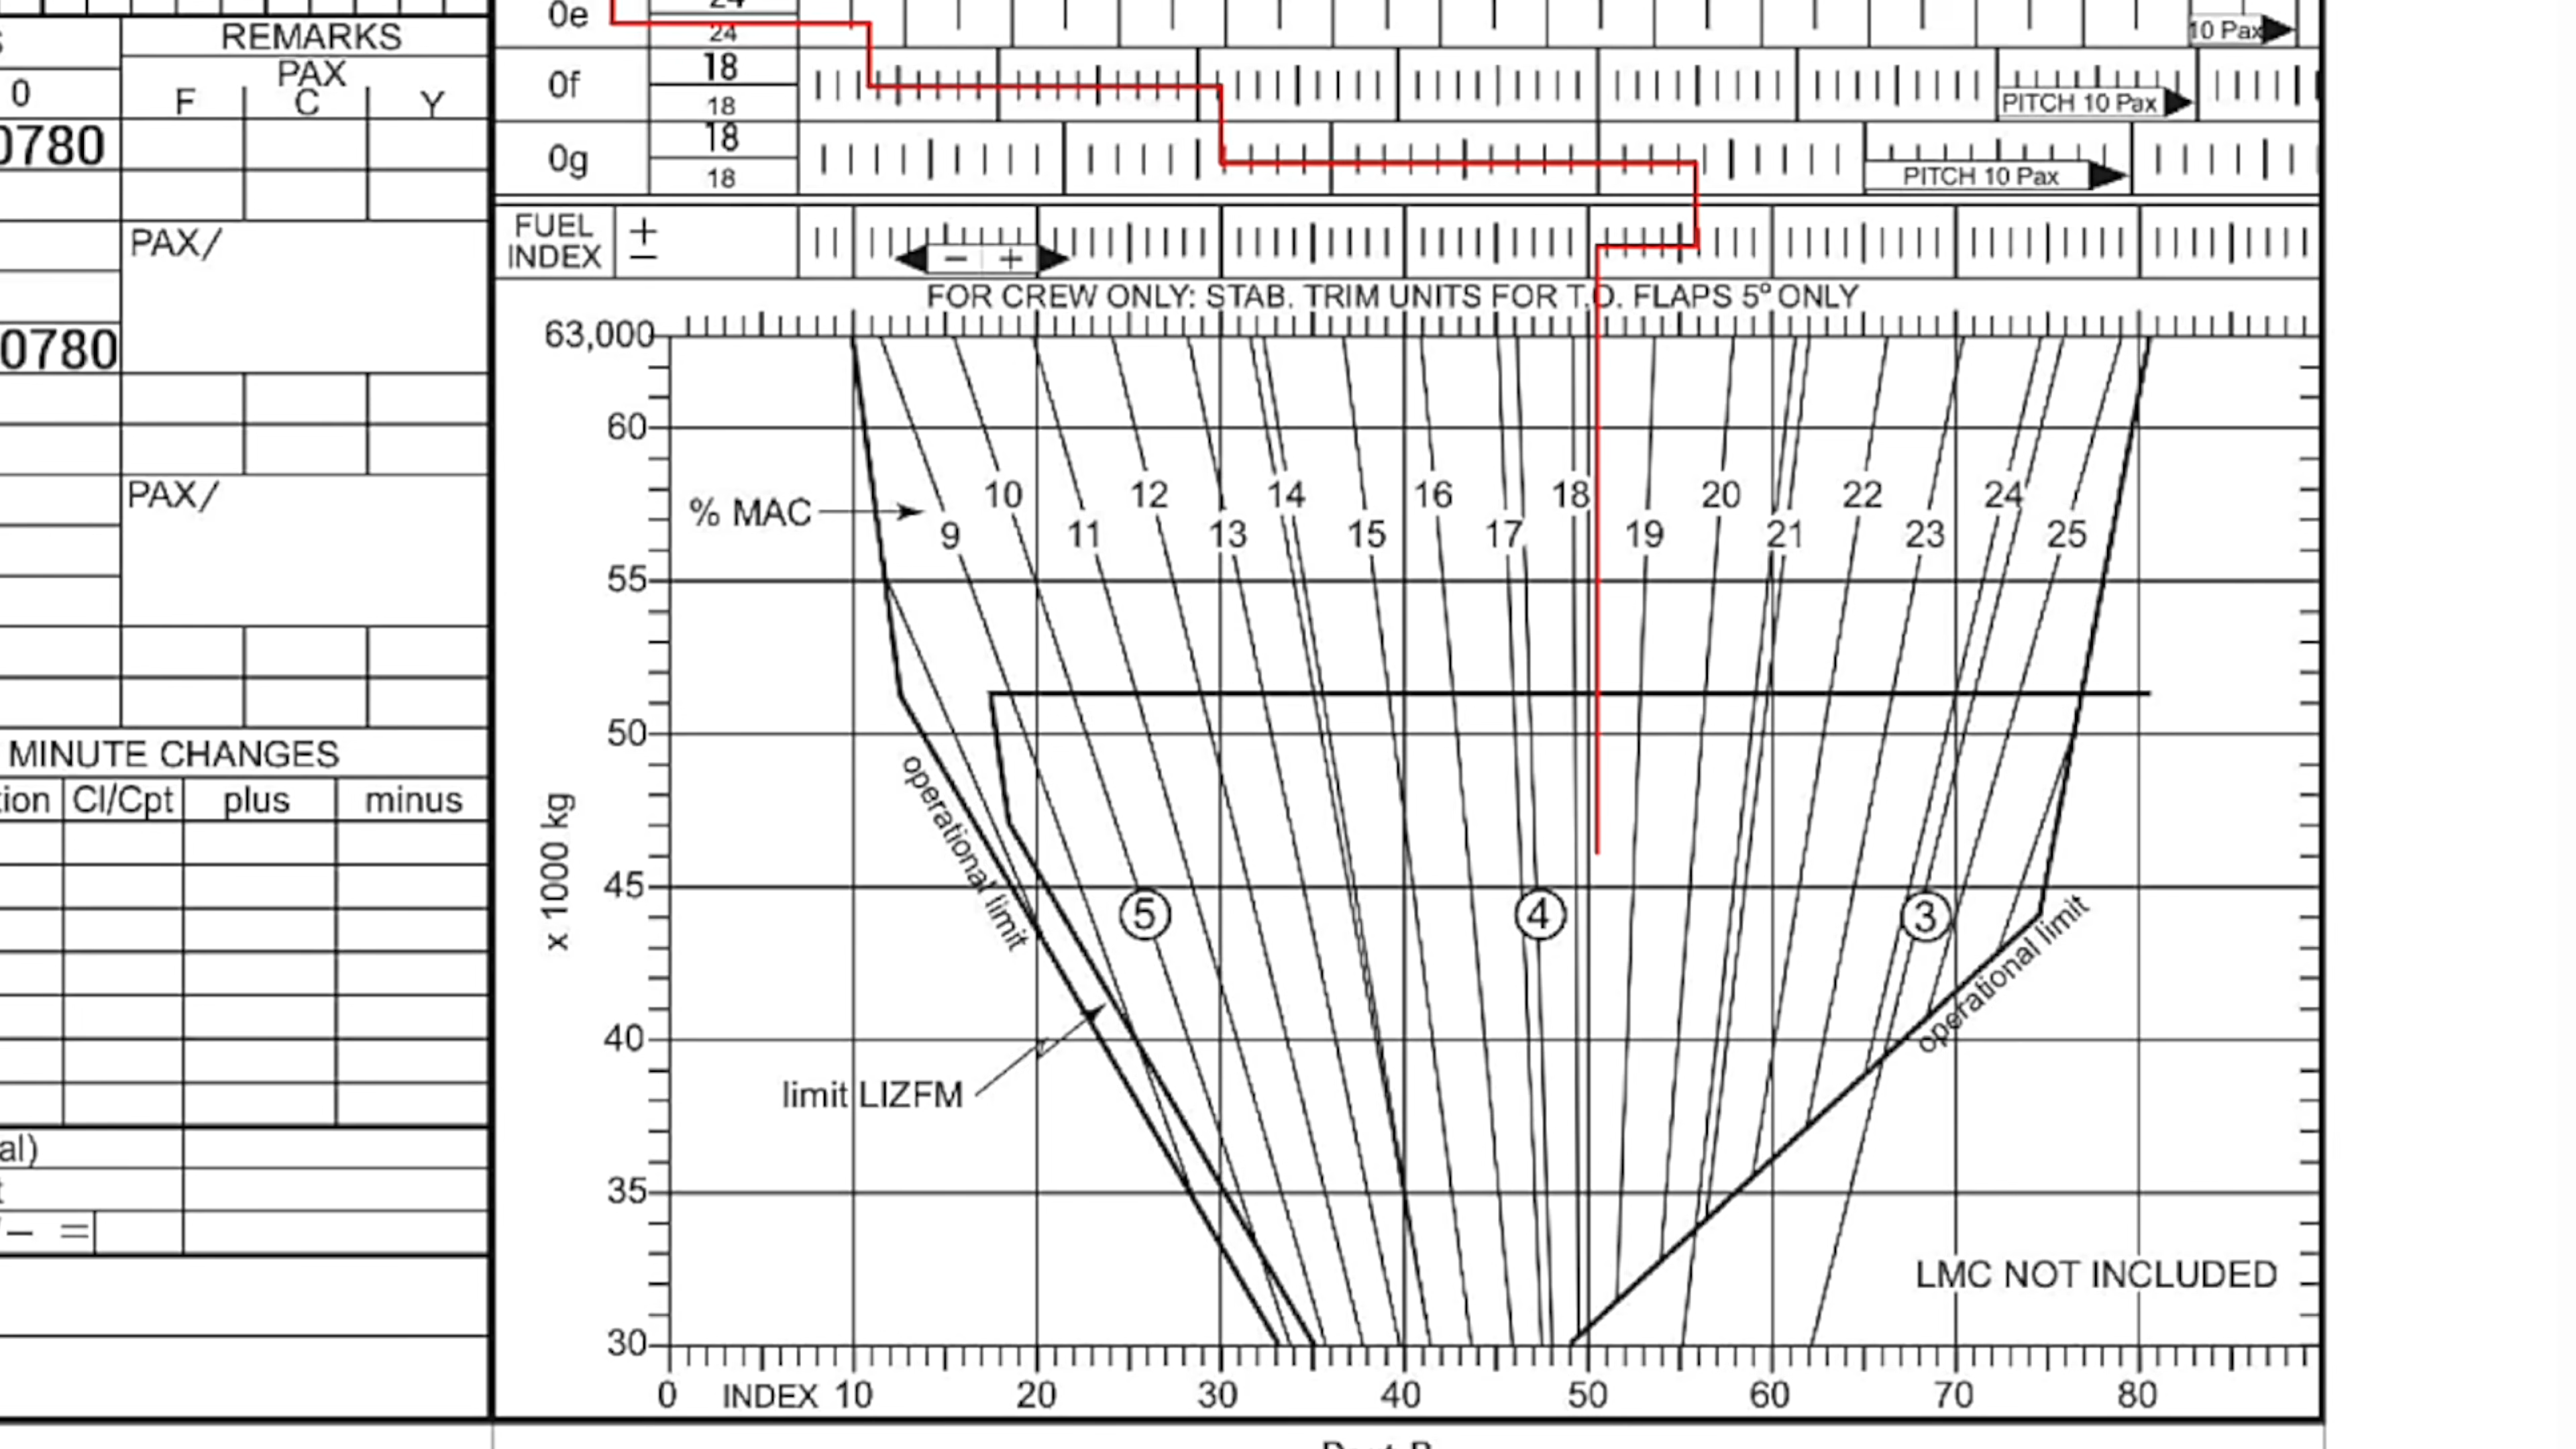 REMARKS
PAX
0
F
C
Y
0780
PAX/
0780
PAX/
MINUTE CHANGES
Cl/Cpt
plus
minus
al)
− =
0e
24
10 Pax
0f
18
18
PITCH 10 Pax
0g
18
18
PITCH 10 Pax
FUEL
INDEX
+
−
− +
FOR CREW ONLY: STAB. TRIM UNITS FOR T.O. FLAPS 5° ONLY
63,000
60
10
12
14
16
18
20
22
24
% MAC
9
11
13
15
17
19
21
23
25
55
50
operational limit
x 1000 kg
45
5
4
3
operational limit
40
limit LIZFM
35
LMC NOT INCLUDED
30
0 INDEX 10 20 30 40 50 60 70 80